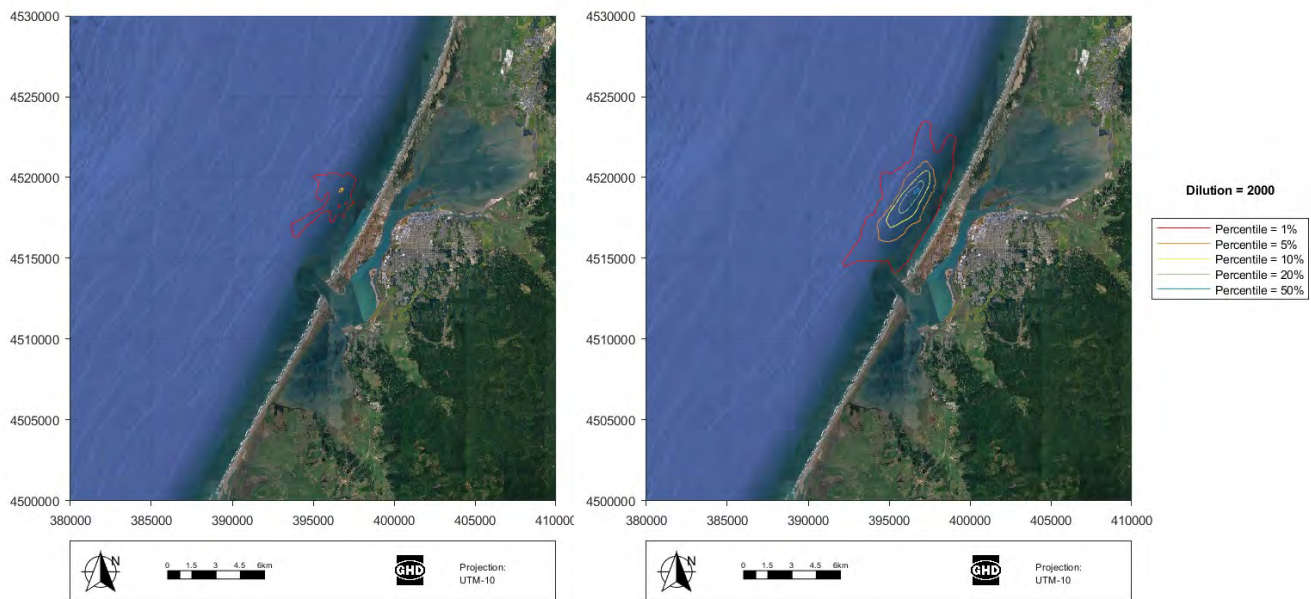 4530000
4525000
4520000
4515000
4510000
4505000
4500000
380000 385000 390000 395000 400000 405000 410000
N
0 1.5 3 4.5 6km
GHD
Projection:
UTM-10
4530000
4525000
4520000
4515000
4510000
4505000
4500000
380000 385000 390000 395000 400000 405000 410000
N
0 1.5 3 4.5 6km
GHD
Projection:
UTM-10
Dilution = 2000
Percentile = 1%
Percentile = 5%
Percentile = 10%
Percentile = 20%
Percentile = 50%